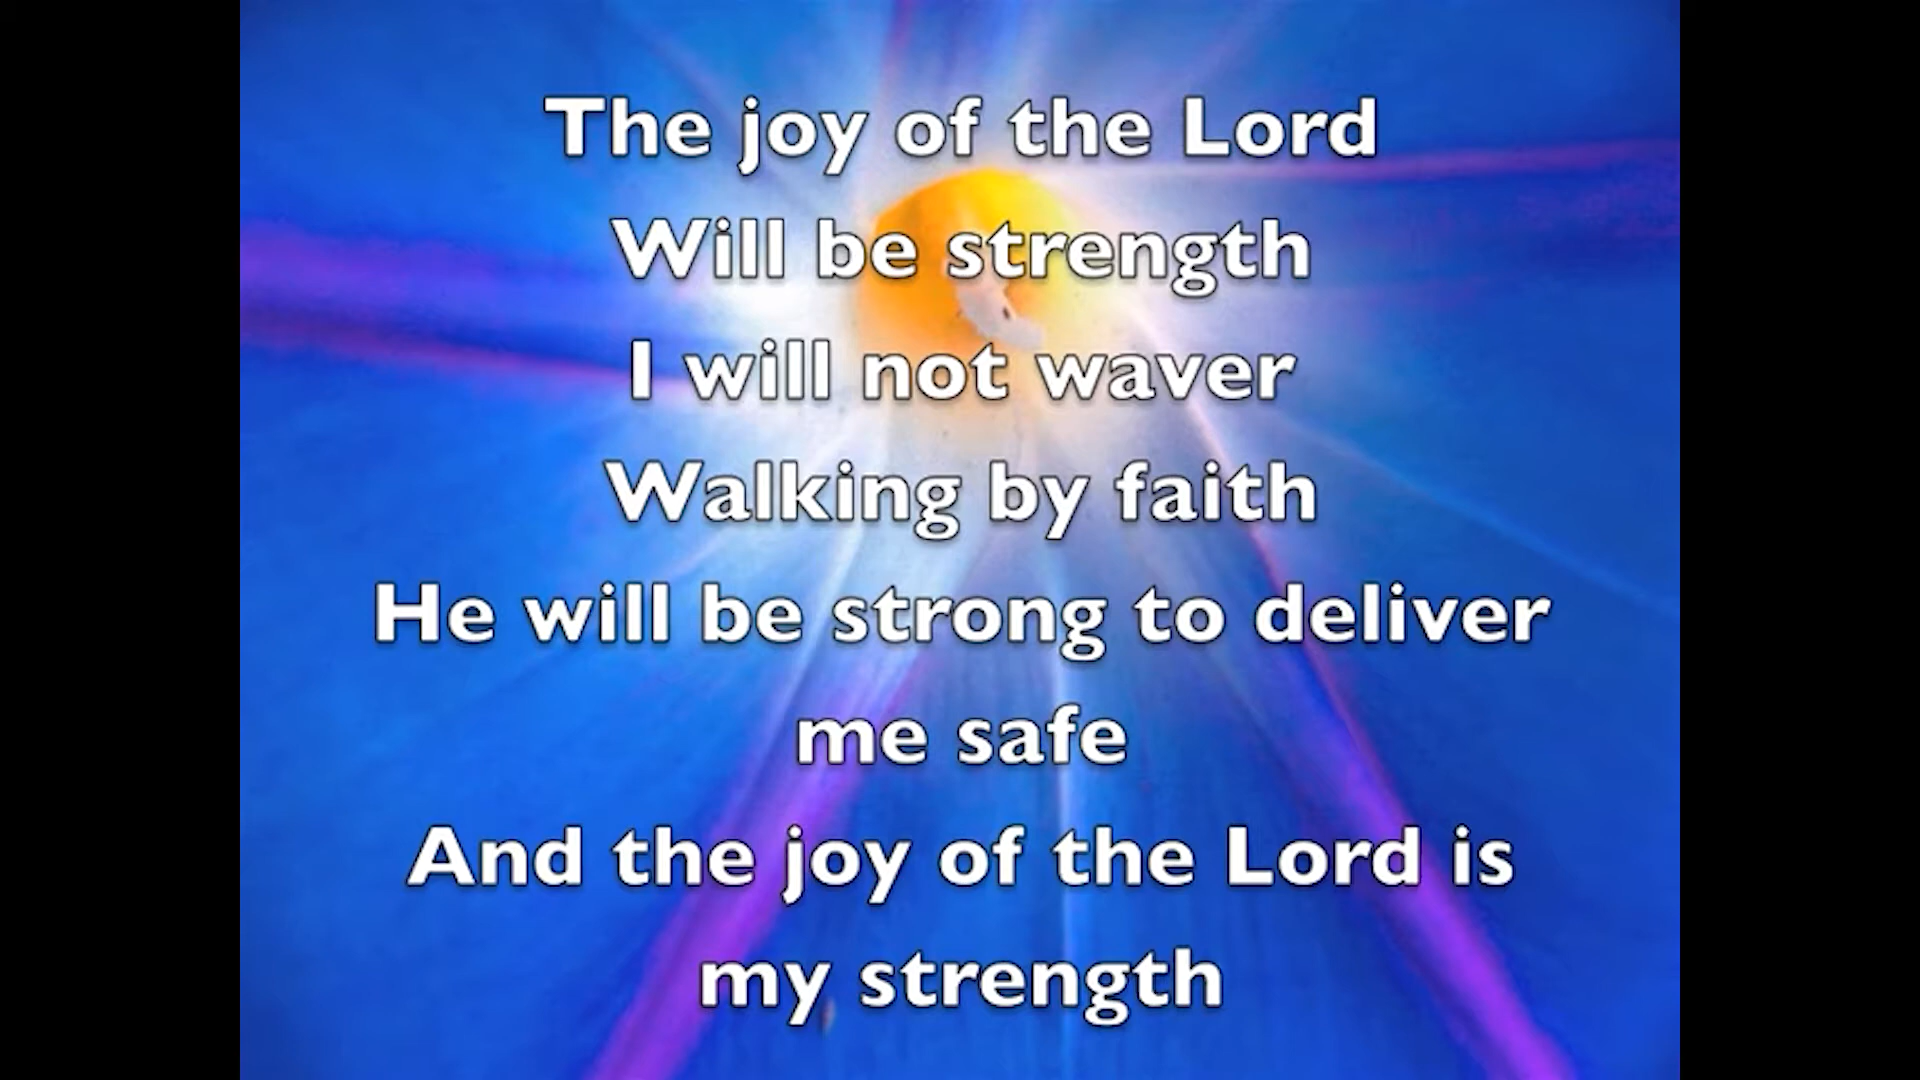 The joy of the Lord
Will be strength
I will not waver
Walking by faith
He will be strong to deliver
me safe
And the joy of the Lord is
my strength